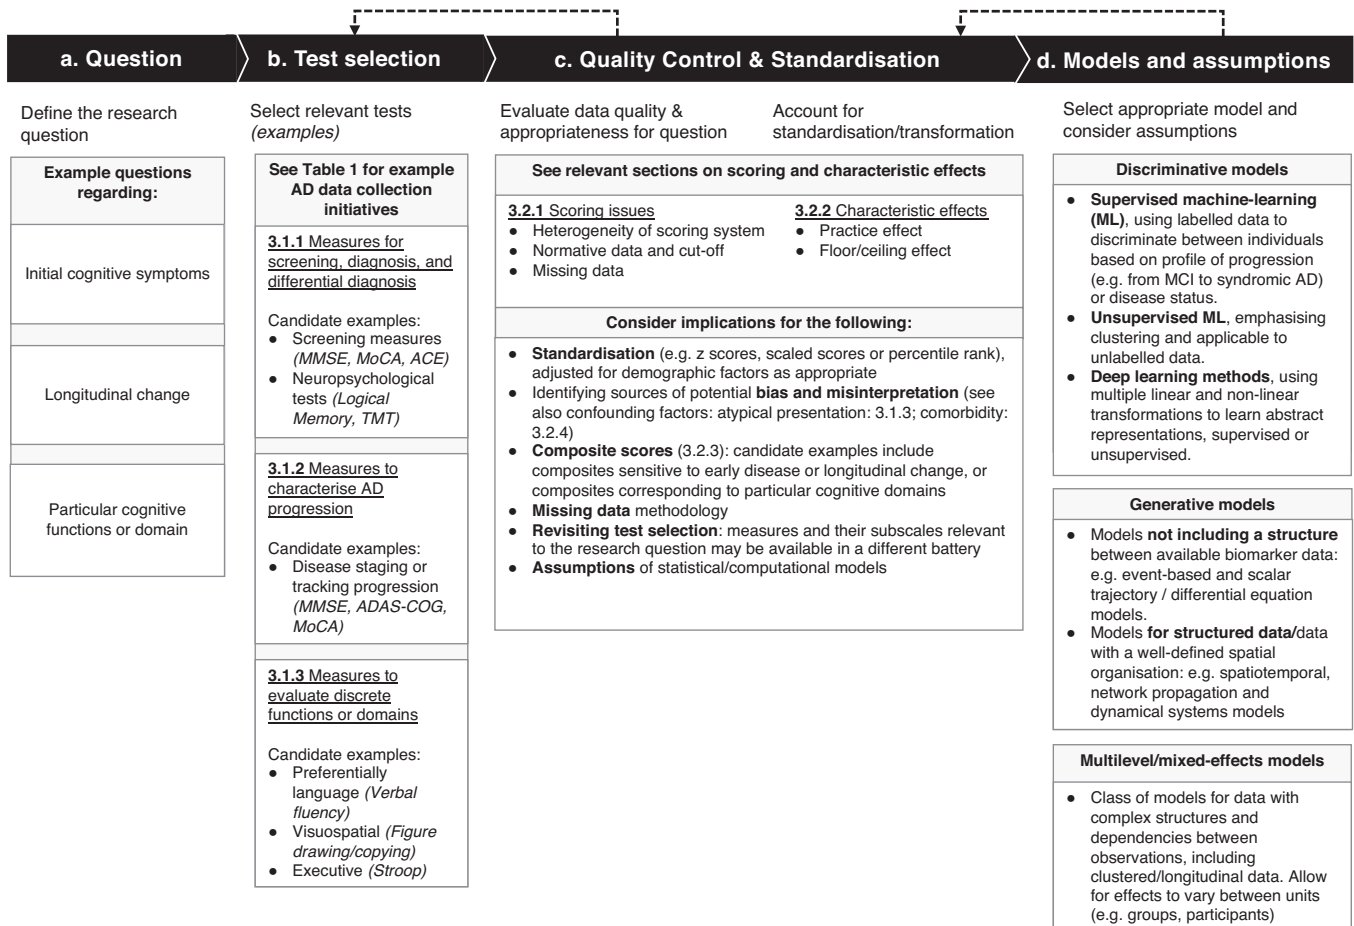 a. Question
b. Test selection
c. Quality Control & Standardisation
d. Models and assumptions
Define the research
question
Example questions
regarding:
Initial cognitive symptoms
Longitudinal change
Particular cognitive
functions or domain
Select relevant tests
(examples)
See Table 1 for example
AD data collection
initiatives
3.1.1 Measures for
screening, diagnosis, and
differential diagnosis
Candidate examples:
● Screening measures
(MMSE, MoCA, ACE)
● Neuropsychological
tests (Logical
Memory, TMT)
3.1.2 Measures to
characterise AD
progression
Candidate examples:
● Disease staging or
tracking progression
(MMSE, ADAS-COG,
MoCA)
3.1.3 Measures to
evaluate discrete
functions or domains
Candidate examples:
● Preferentially
language (Verbal
fluency)
● Visuospatial (Figure
drawing/copying)
● Executive (Stroop)
Evaluate data quality &
appropriateness for question
Account for
standardisation/transformation
See relevant sections on scoring and characteristic effects
3.2.1 Scoring issues
● Heterogeneity of scoring system
● Normative data and cut-off
● Missing data
3.2.2 Characteristic effects
● Practice effect
● Floor/ceiling effect
Consider implications for the following:
● Standardisation (e.g. z scores, scaled scores or percentile rank),
adjusted for demographic factors as appropriate
● Identifying sources of potential bias and misinterpretation (see
also confounding factors: atypical presentation: 3.1.3; comorbidity:
3.2.4)
● Composite scores (3.2.3): candidate examples include
composites sensitive to early disease or longitudinal change, or
composites corresponding to particular cognitive domains
● Missing data methodology
● Revisiting test selection: measures and their subscales relevant
to the research question may be available in a different battery
● Assumptions of statistical/computational models
Select appropriate model and
consider assumptions
Discriminative models
● Supervised machine-learning
(ML), using labelled data to
discriminate between individuals
based on profile of progression
(e.g. from MCI to syndromic AD)
or disease status.
● Unsupervised ML, emphasising
clustering and applicable to
unlabelled data.
● Deep learning methods, using
multiple linear and non-linear
transformations to learn abstract
representations, supervised or
unsupervised.
Generative models
● Models not including a structure
between available biomarker data:
e.g. event-based and scalar
trajectory / differential equation
models.
● Models for structured data/data
with a well-defined spatial
organisation: e.g. spatiotemporal,
network propagation and
dynamical systems models
Multilevel/mixed-effects models
● Class of models for data with
complex structures and
dependencies between
observations, including
clustered/longitudinal data. Allow
for effects to vary between units
(e.g. groups, participants)